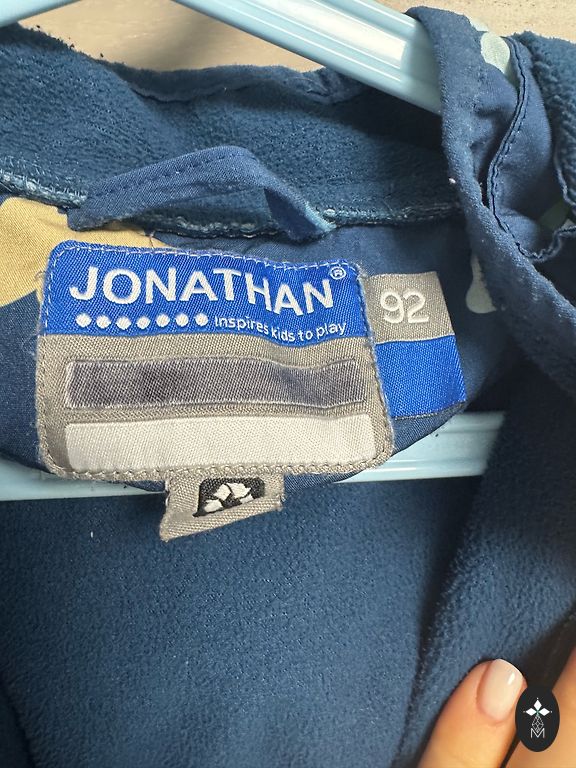 JONATHAN®
Inspires kids to play
92
M